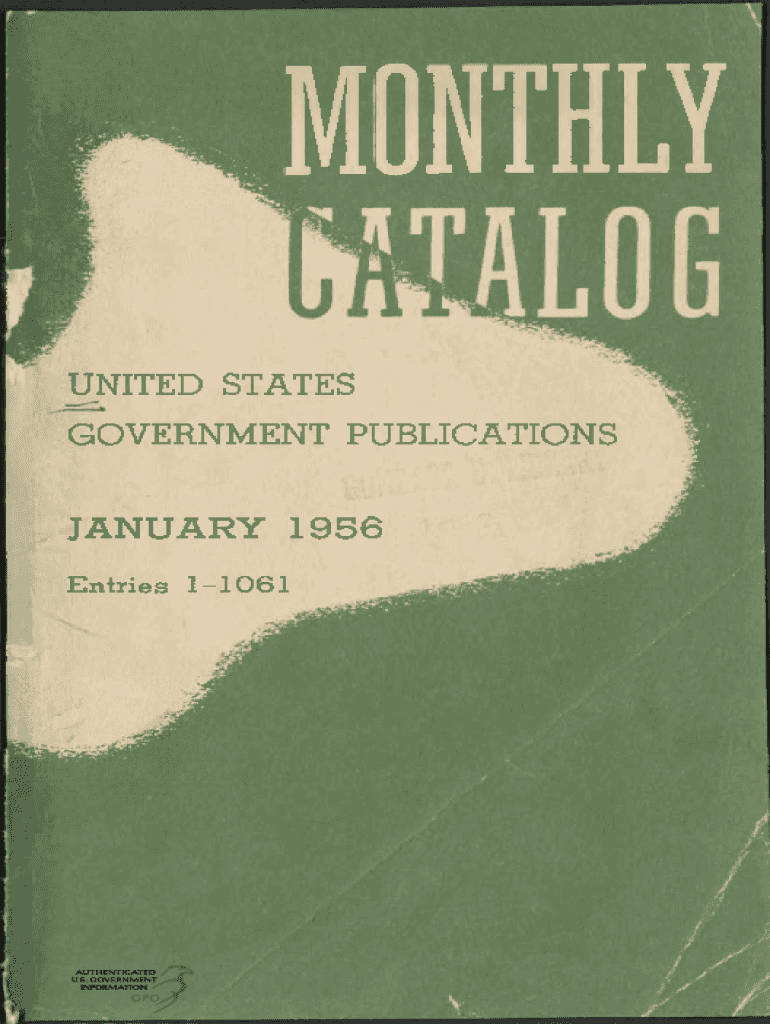 MONTHLY
CATALOG
UNITED STATES
GOVERNMENT PUBLICATIONS
JANUARY 1956
Entries 1-1061
AUTHENTICATED
U.S. GOVERNMENT
INFORMATION
GPO